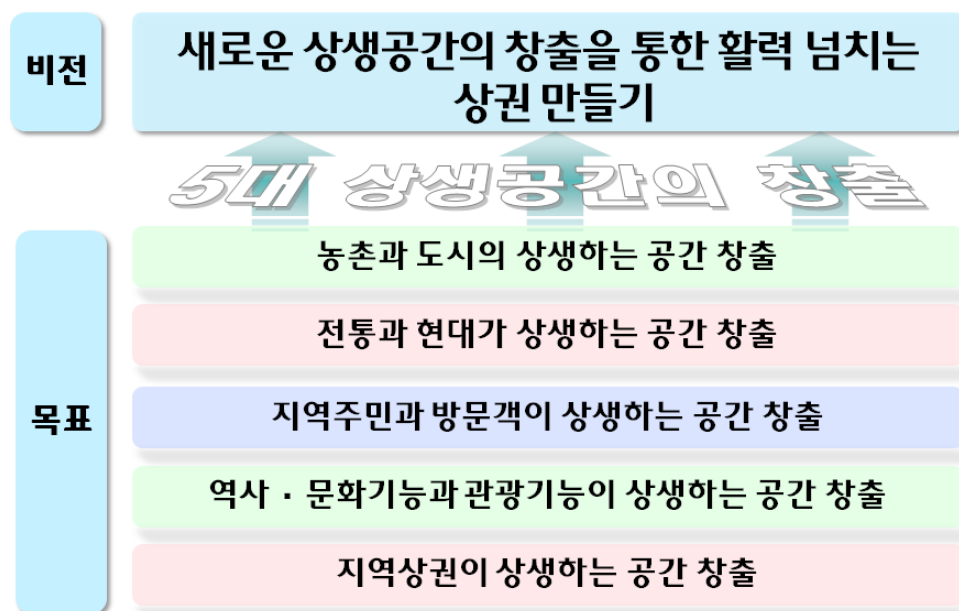 비전
새로운 상생공간의 창출을 통한 활력 넘치는
상권 만들기
5대 상생공간의 창출
목표
농촌과 도시의 상생하는 공간 창출
전통과 현대가 상생하는 공간 창출
지역주민과 방문객이 상생하는 공간 창출
역사 · 문화기능과 관광기능이 상생하는 공간 창출
지역상권이 상생하는 공간 창출